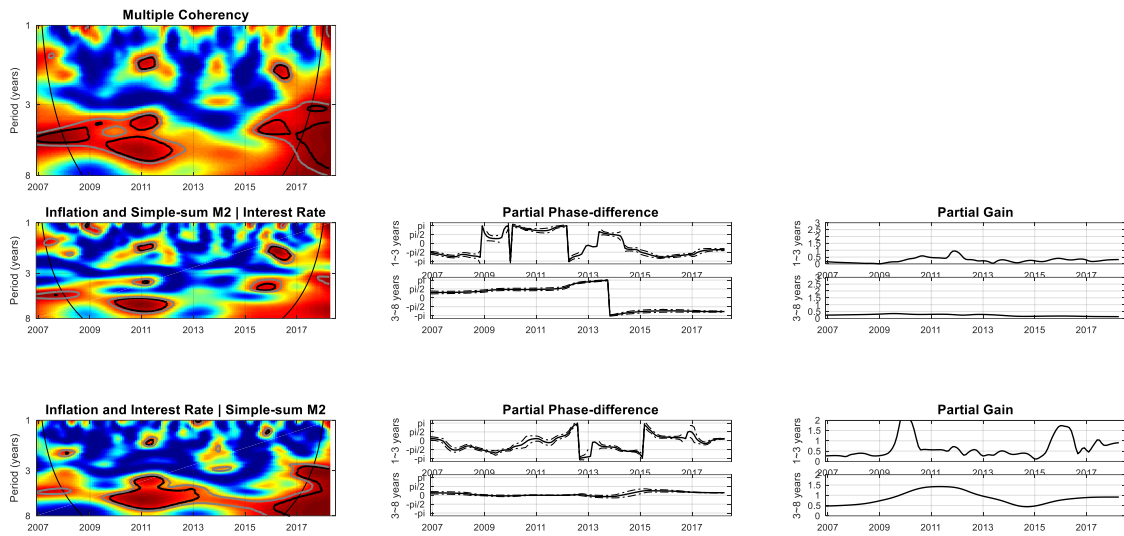 Multiple Coherency
1
3
8
Period (years)
2007 2009 2011 2013 2015 2017
Inflation and Simple-sum M2 | Interest Rate
1
3
8
Period (years)
2007 2009 2011 2013 2015 2017
Partial Phase-difference
1~3 years
pi
pi/2
0
-pi/2
-pi
2007 2009 2011 2013 2015 2017
3~8 years
pi
pi/2
0
-pi/2
-pi
2007 2009 2011 2013 2015 2017
Partial Gain
1~3 years
3
2.5
2
1.5
1
0.5
0
2007 2009 2011 2013 2015 2017
3~8 years
3
2.5
2
1.5
1
0.5
0
2007 2009 2011 2013 2015 2017
Inflation and Interest Rate | Simple-sum M2
1
3
8
Period (years)
2007 2009 2011 2013 2015 2017
Partial Phase-difference
1~3 years
pi
pi/2
0
-pi/2
-pi
2007 2009 2011 2013 2015 2017
3~8 years
pi
pi/2
0
-pi/2
-pi
2007 2009 2011 2013 2015 2017
Partial Gain
1~3 years
2
1.5
1
0.5
0
2007 2009 2011 2013 2015 2017
3~8 years
1.5
1
0.5
0
2007 2009 2011 2013 2015 2017